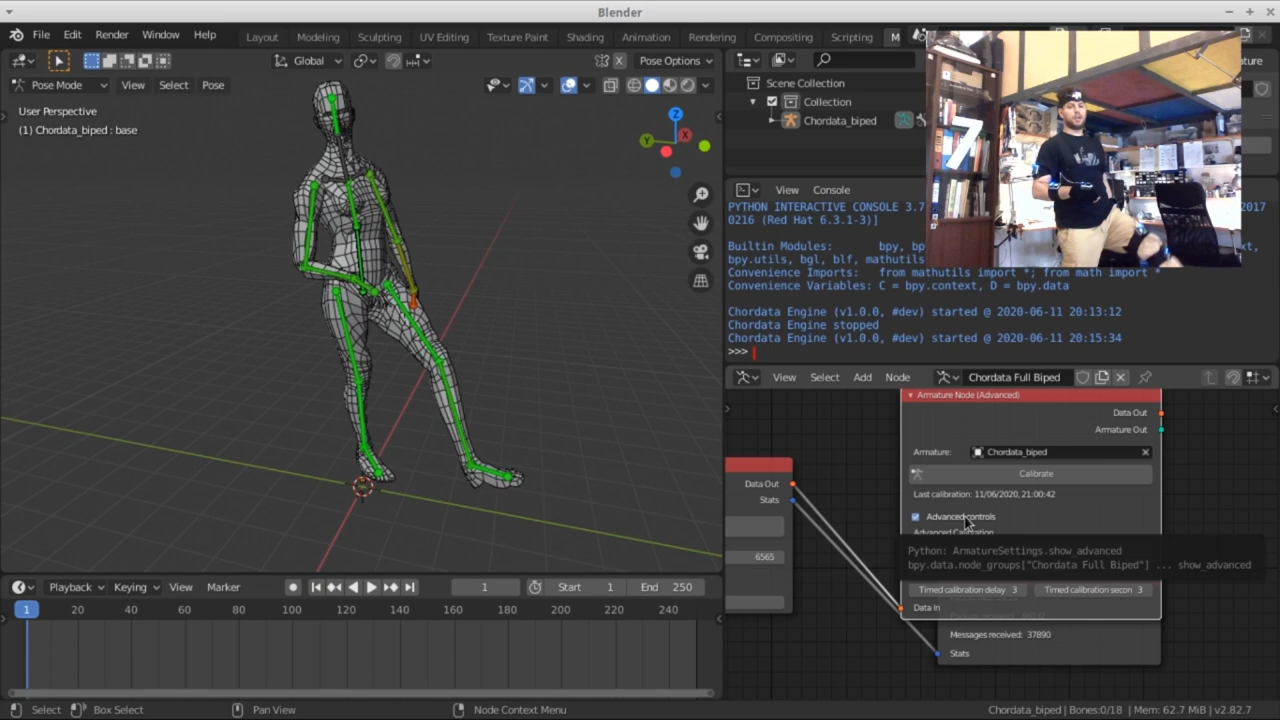 Blender
File Edit Render Window Help
Layout Modeling Sculpting UV Editing Texture Paint Shading Animation Rendering Compositing Scripting M
Global
Pose Options
Pose Mode View Select Pose
User Perspective
(1) Chordata_biped : base
Z
X
Y
Scene Collection
Collection
Chordata_biped
7
View Console
PYTHON INTERACTIVE CONSOLE 3.7
2017
0216 (Red Hat 6.3.1-3)]
Builtin Modules: bpy, bp
xt,
bpy.utils, bgl, blf, mathutils
Convenience Imports: from mathutils import *; from math import *
Convenience Variables: C = bpy.context, D = bpy.data
Chordata Engine (v1.0.0, #dev) started @ 2020-06-11 20:13:12
Chordata Engine stopped
Chordata Engine (v1.0.0, #dev) started @ 2020-06-11 20:15:34
>>>
View Select Add Node Chordata Full Biped
Armature Node (Advanced)
Data Out
Armature Out
Armature: Chordata_biped
Calibrate
Last calibration: 11/06/2020, 21:00:42
Advanced controls
Advanced Calibration
Python: ArmatureSettings.show_advanced
bpy.data.node_groups["Chordata Full Biped"] ... show_advanced
Timed calibration delay 3 Timed calibration secon 3
Data In
Messages received: 37890
Stats
Data Out
Stats
6565
Playback Keying View Marker 1 Start 1 End 250
1 20 40 60 80 100 120 140 160 180 200 220 240
Select Box Select Pan View Node Context Menu Chordata_biped | Bones:0/18 | Mem: 62.7 MiB | v2.82.7